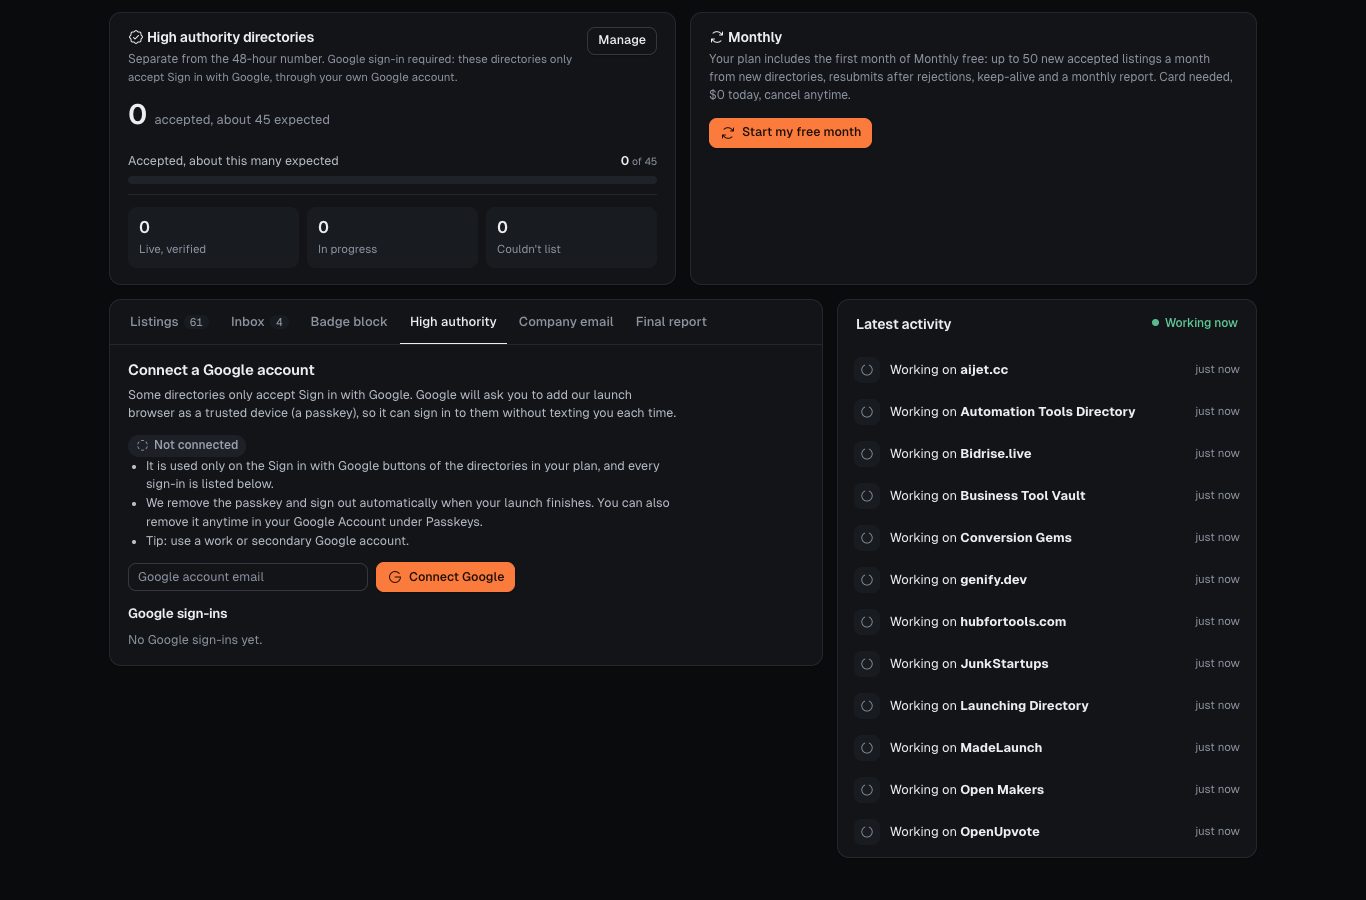 High authority directories
Manage
Separate from the 48-hour number. Google sign-in required: these directories only
accept Sign in with Google, through your own Google account.
0 accepted, about 45 expected
Accepted, about this many expected
0 of 45
0
Live, verified
0
In progress
0
Couldn't list
Monthly
Your plan includes the first month of Monthly free: up to 50 new accepted listings a month
from new directories, resubmits after rejections, keep-alive and a monthly report. Card needed,
$0 today, cancel anytime.
Start my free month
Listings 61
Inbox 4
Badge block
High authority
Company email
Final report
Connect a Google account
Some directories only accept Sign in with Google. Google will ask you to add our launch
browser as a trusted device (a passkey), so it can sign in to them without texting you each time.
Not connected
• It is used only on the Sign in with Google buttons of the directories in your plan, and every
sign-in is listed below.
• We remove the passkey and sign out automatically when your launch finishes. You can also
remove it anytime in your Google Account under Passkeys.
• Tip: use a work or secondary Google account.
Google account email
Connect Google
Google sign-ins
No Google sign-ins yet.
Latest activity
Working now
Working on aijet.cc just now
Working on Automation Tools Directory just now
Working on Bidrise.live just now
Working on Business Tool Vault just now
Working on Conversion Gems just now
Working on genify.dev just now
Working on hubfortools.com just now
Working on JunkStartups just now
Working on Launching Directory just now
Working on MadeLaunch just now
Working on Open Makers just now
Working on OpenUpvote just now